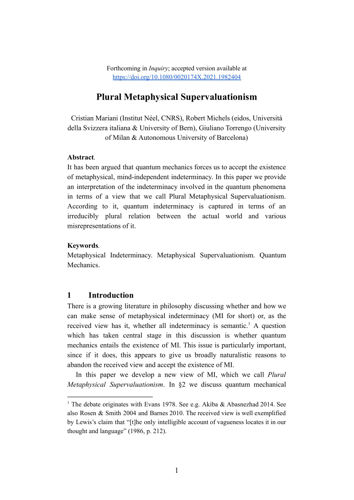 Forthcoming in Inquiry; accepted version available at
https://doi.org/10.1080/0020174X.2021.1982404
Plural Metaphysical Supervaluationism
Cristian Mariani (Institut Néel, CNRS), Robert Michels (eidos, Università
della Svizzera italiana & University of Bern), Giuliano Torrengo (University
of Milan & Autonomous University of Barcelona)
Abstract.
It has been argued that quantum mechanics forces us to accept the existence
of metaphysical, mind-independent indeterminacy. In this paper we provide
an interpretation of the indeterminacy involved in the quantum phenomena
in terms of a view that we call Plural Metaphysical Supervaluationism.
According to it, quantum indeterminacy is captured in terms of an
irreducibly plural relation between the actual world and various
misrepresentations of it.
Keywords.
Metaphysical Indeterminacy. Metaphysical Supervaluationism. Quantum
Mechanics.
1 Introduction
There is a growing literature in philosophy discussing whether and how we
can make sense of metaphysical indeterminacy (MI for short) or, as the
received view has it, whether all indeterminacy is semantic.¹ A question
which has taken central stage in this discussion is whether quantum
mechanics entails the existence of MI. This issue is particularly important,
since if it does, this appears to give us broadly naturalistic reasons to
abandon the received view and accept the existence of MI.
In this paper we develop a new view of MI, which we call Plural
Metaphysical Supervaluationism. In §2 we discuss quantum mechanical
¹ The debate originates with Evans 1978. See e.g. Akiba & Abasnezhad 2014. See
also Rosen & Smith 2004 and Barnes 2010. The received view is well exemplified
by Lewis's claim that "[t]he only intelligible account of vagueness locates it in our
thought and language" (1986, p. 212).
1